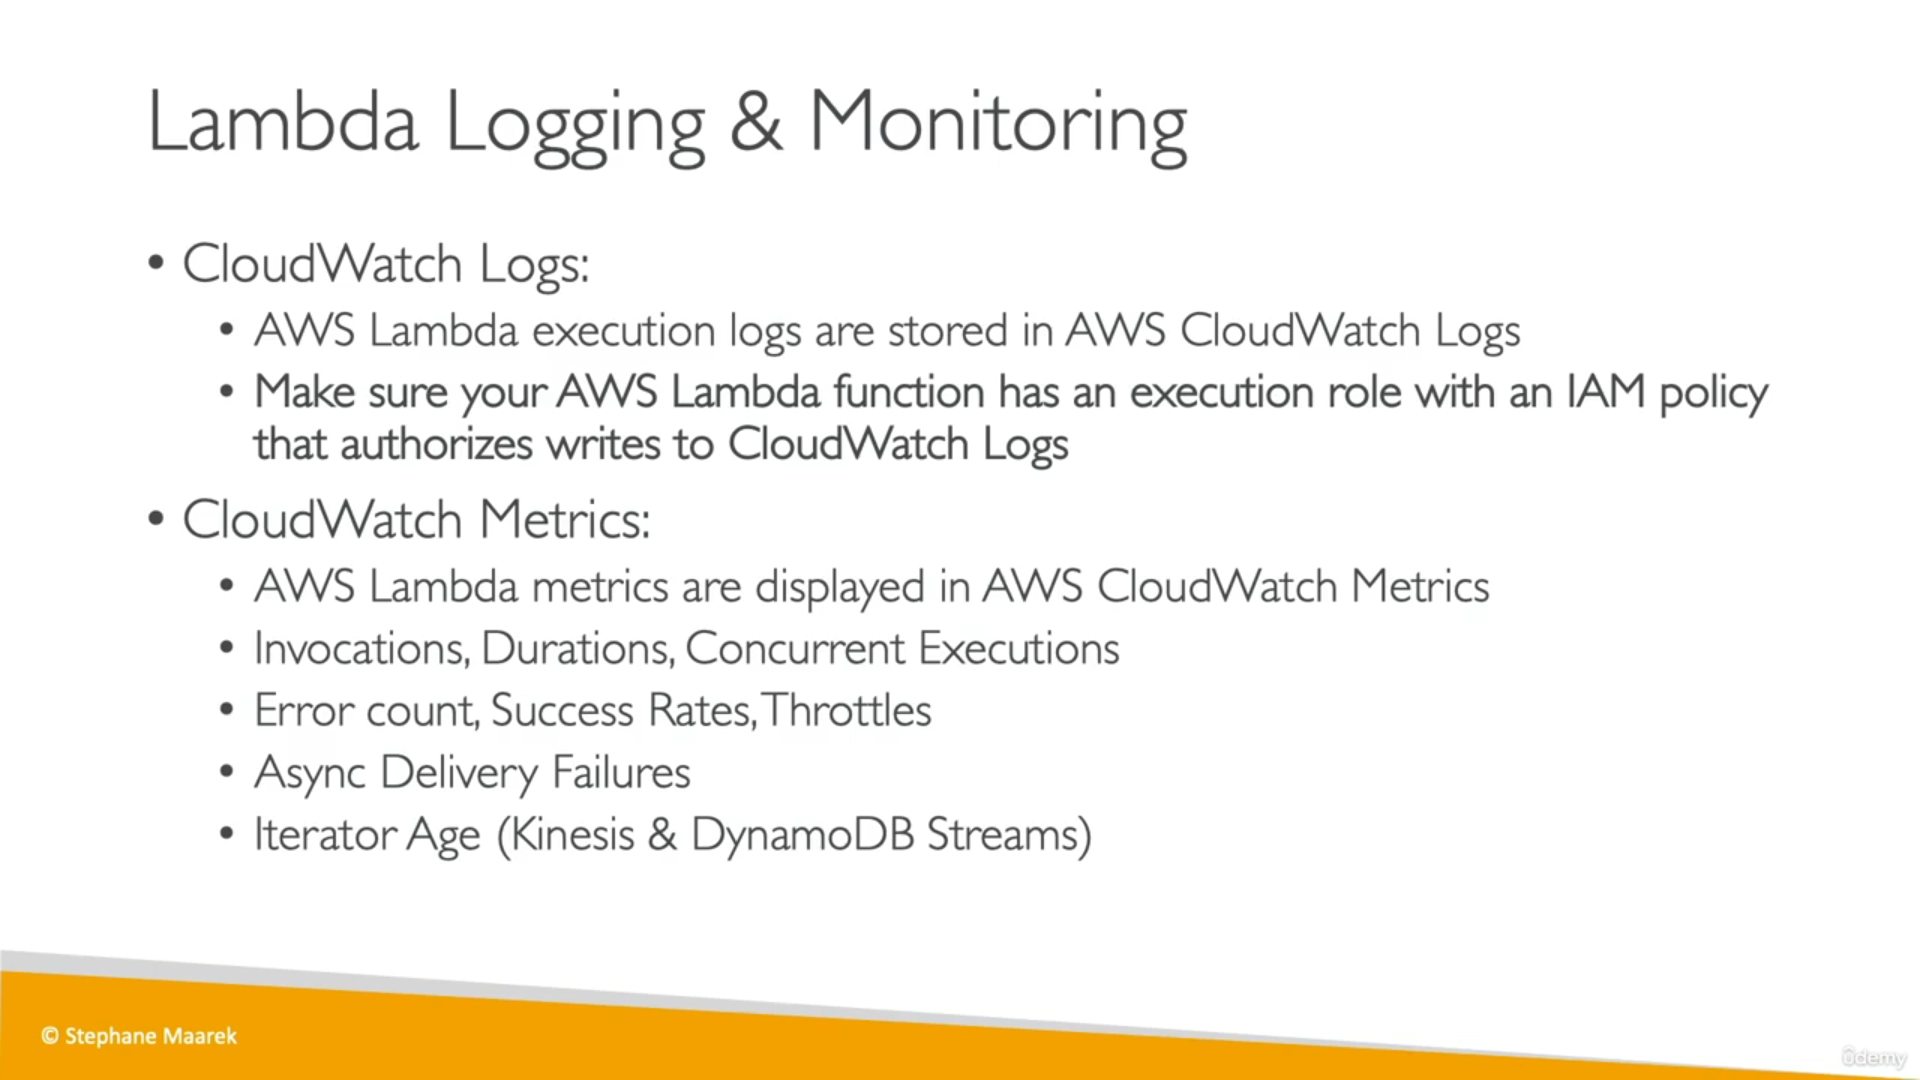 Lambda Logging & Monitoring
• CloudWatch Logs:
• AWS Lambda execution logs are stored in AWS CloudWatch Logs
• Make sure your AWS Lambda function has an execution role with an IAM policy
that authorizes writes to CloudWatch Logs
• CloudWatch Metrics:
• AWS Lambda metrics are displayed in AWS CloudWatch Metrics
• Invocations, Durations, Concurrent Executions
• Error count, Success Rates, Throttles
• Async Delivery Failures
• Iterator Age (Kinesis & DynamoDB Streams)
© Stephane Maarek
ûdemy